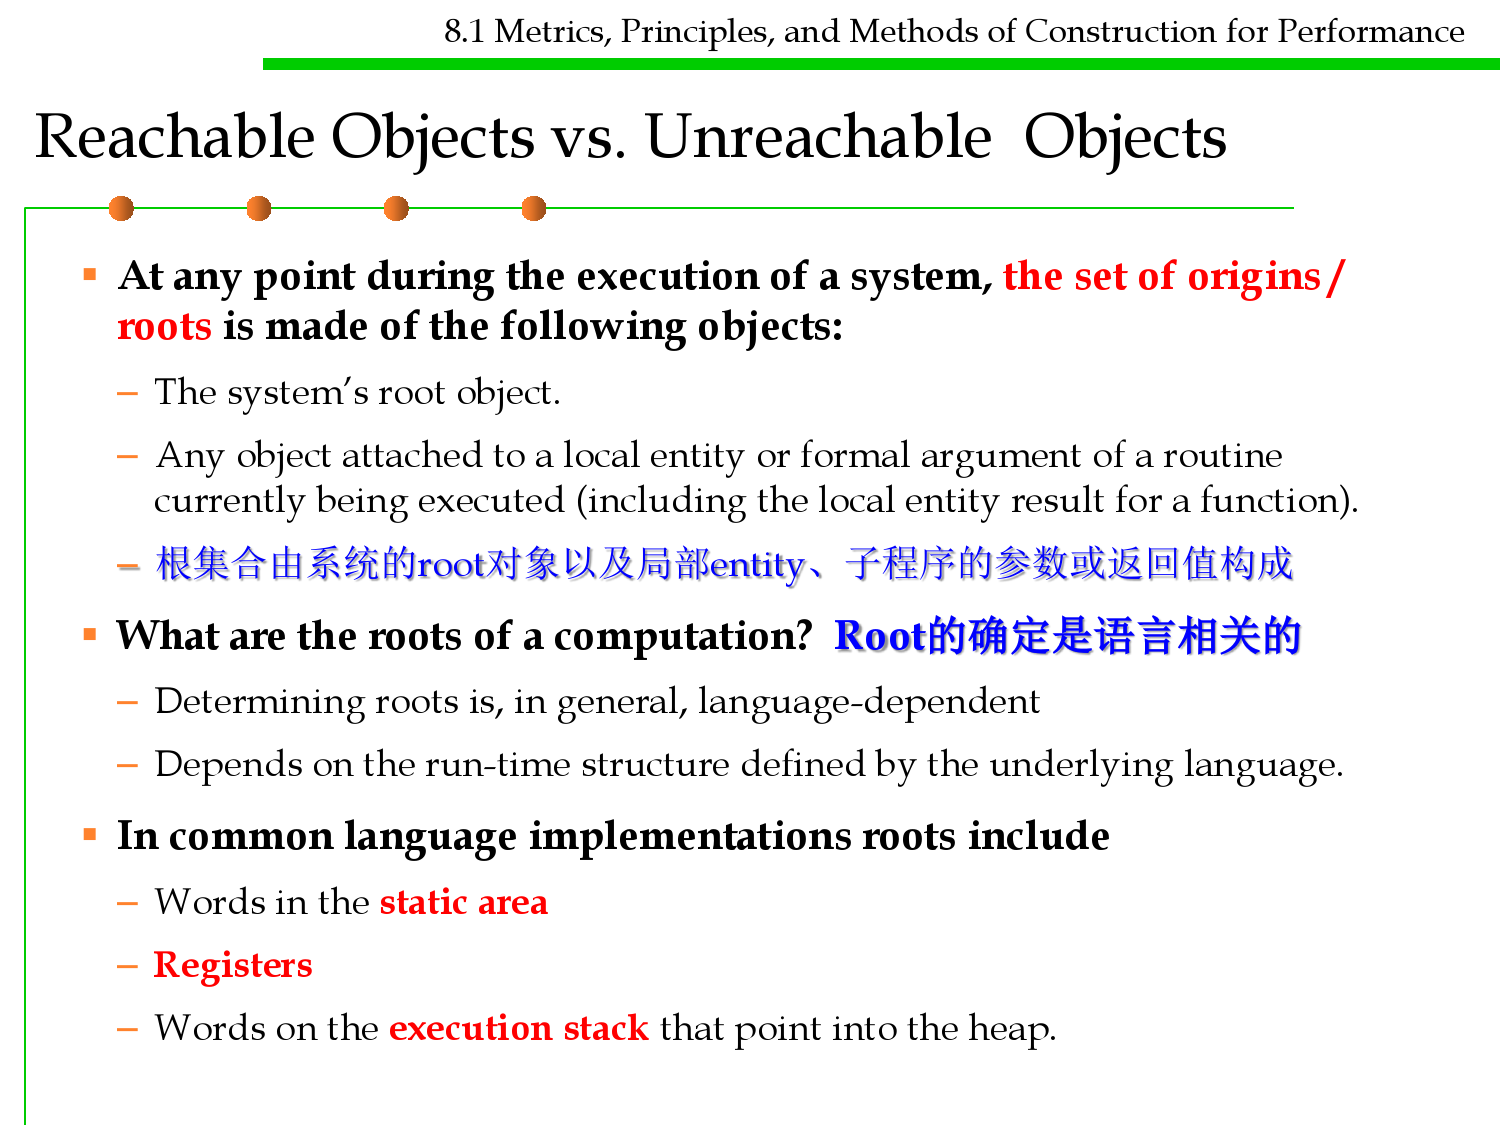 8.1 Metrics, Principles, and Methods of Construction for Performance
Reachable Objects vs. Unreachable Objects
▪ At any point during the execution of a system, the set of origins/
roots is made of the following objects:
– The system’s root object.
– Any object attached to a local entity or formal argument of a routine
currently being executed (including the local entity result for a function).
– 根集合由系统的root对象以及局部entity、子程序的参数或返回值构成
▪ What are the roots of a computation? Root的确定是语言相关的
– Determining roots is, in general, language-dependent
– Depends on the run-time structure defined by the underlying language.
▪ In common language implementations roots include
– Words in the static area
– Registers
– Words on the execution stack that point into the heap.